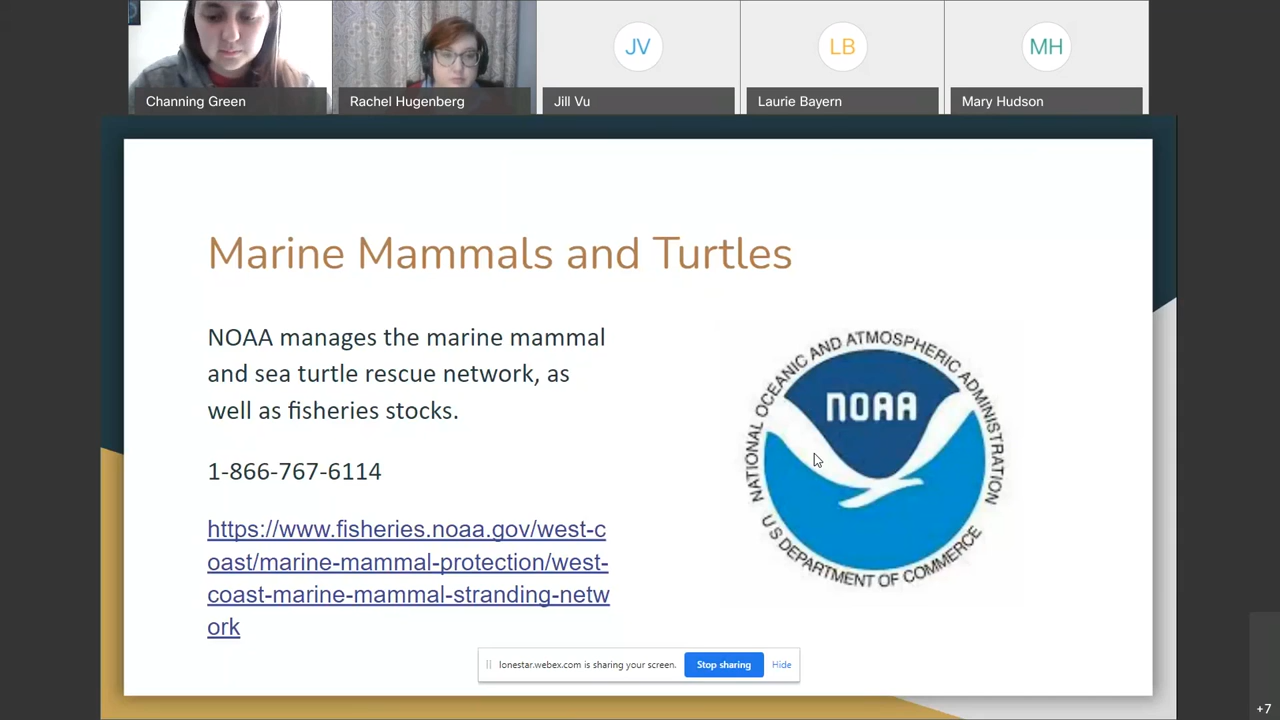 JV
LB
MH
Channing Green
Rachel Hugenberg
Jill Vu
Laurie Bayern
Mary Hudson
Marine Mammals and Turtles
NOAA manages the marine mammal
and sea turtle rescue network, as
well as fisheries stocks.
1-866-767-6114
https://www.fisheries.noaa.gov/west-c
oast/marine-mammal-protection/west-
coast-marine-mammal-stranding-netw
ork
NATIONAL OCEANIC AND ATMOSPHERIC ADMINISTRATION
NOAA
U S DEPARTMENT OF COMMERCE
lonestar.webex.com is sharing your screen.
Stop sharing
Hide
+7